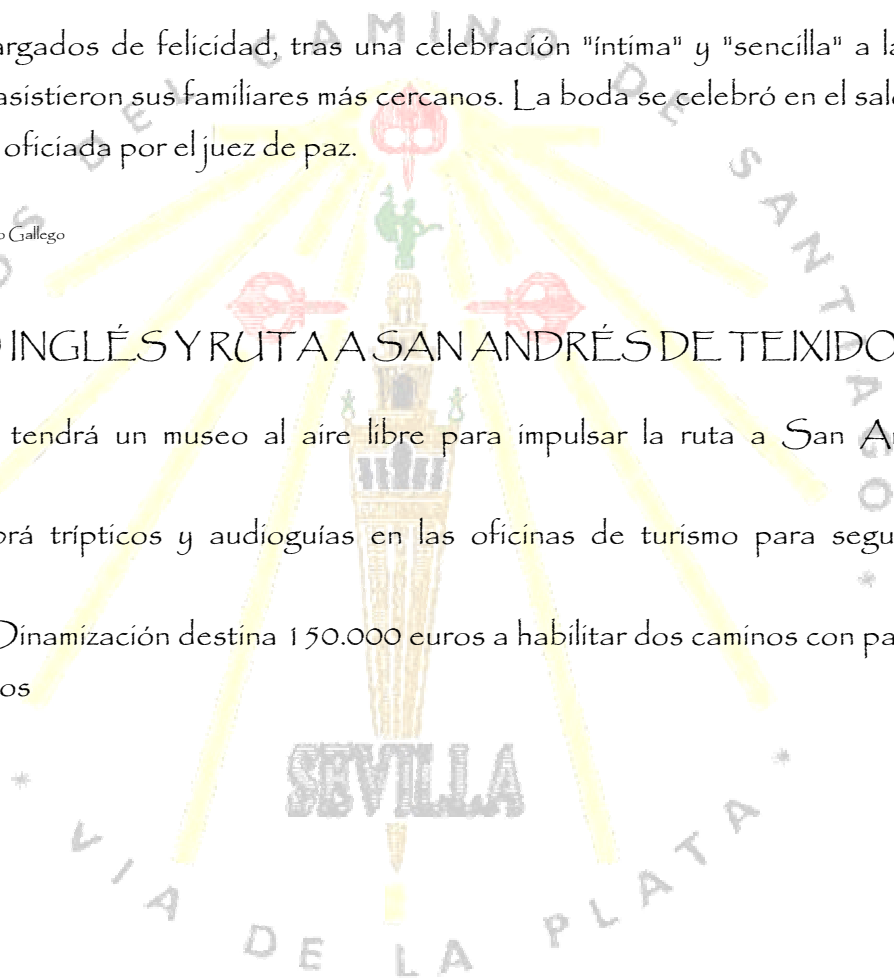 argados de felicidad, tras una celebración "íntima" y "sencilla" a la
asistieron sus familiares más cercanos. La boda se celebró en el sal
oficiada por el juez de paz.
Gallego
INGLÉS Y RUTA A SAN ANDRÉS DE TEIXIDO
tendrá un museo al aire libre para impulsar la ruta a San A
brá trípticos y audioguías en las oficinas de turismo para segu
Dinamización destina 150.000 euros a habilitar dos caminos con pa
os
DEL CAMINO DE SANTIAGO
SEVILLA
* VIA DE LA PLATA *